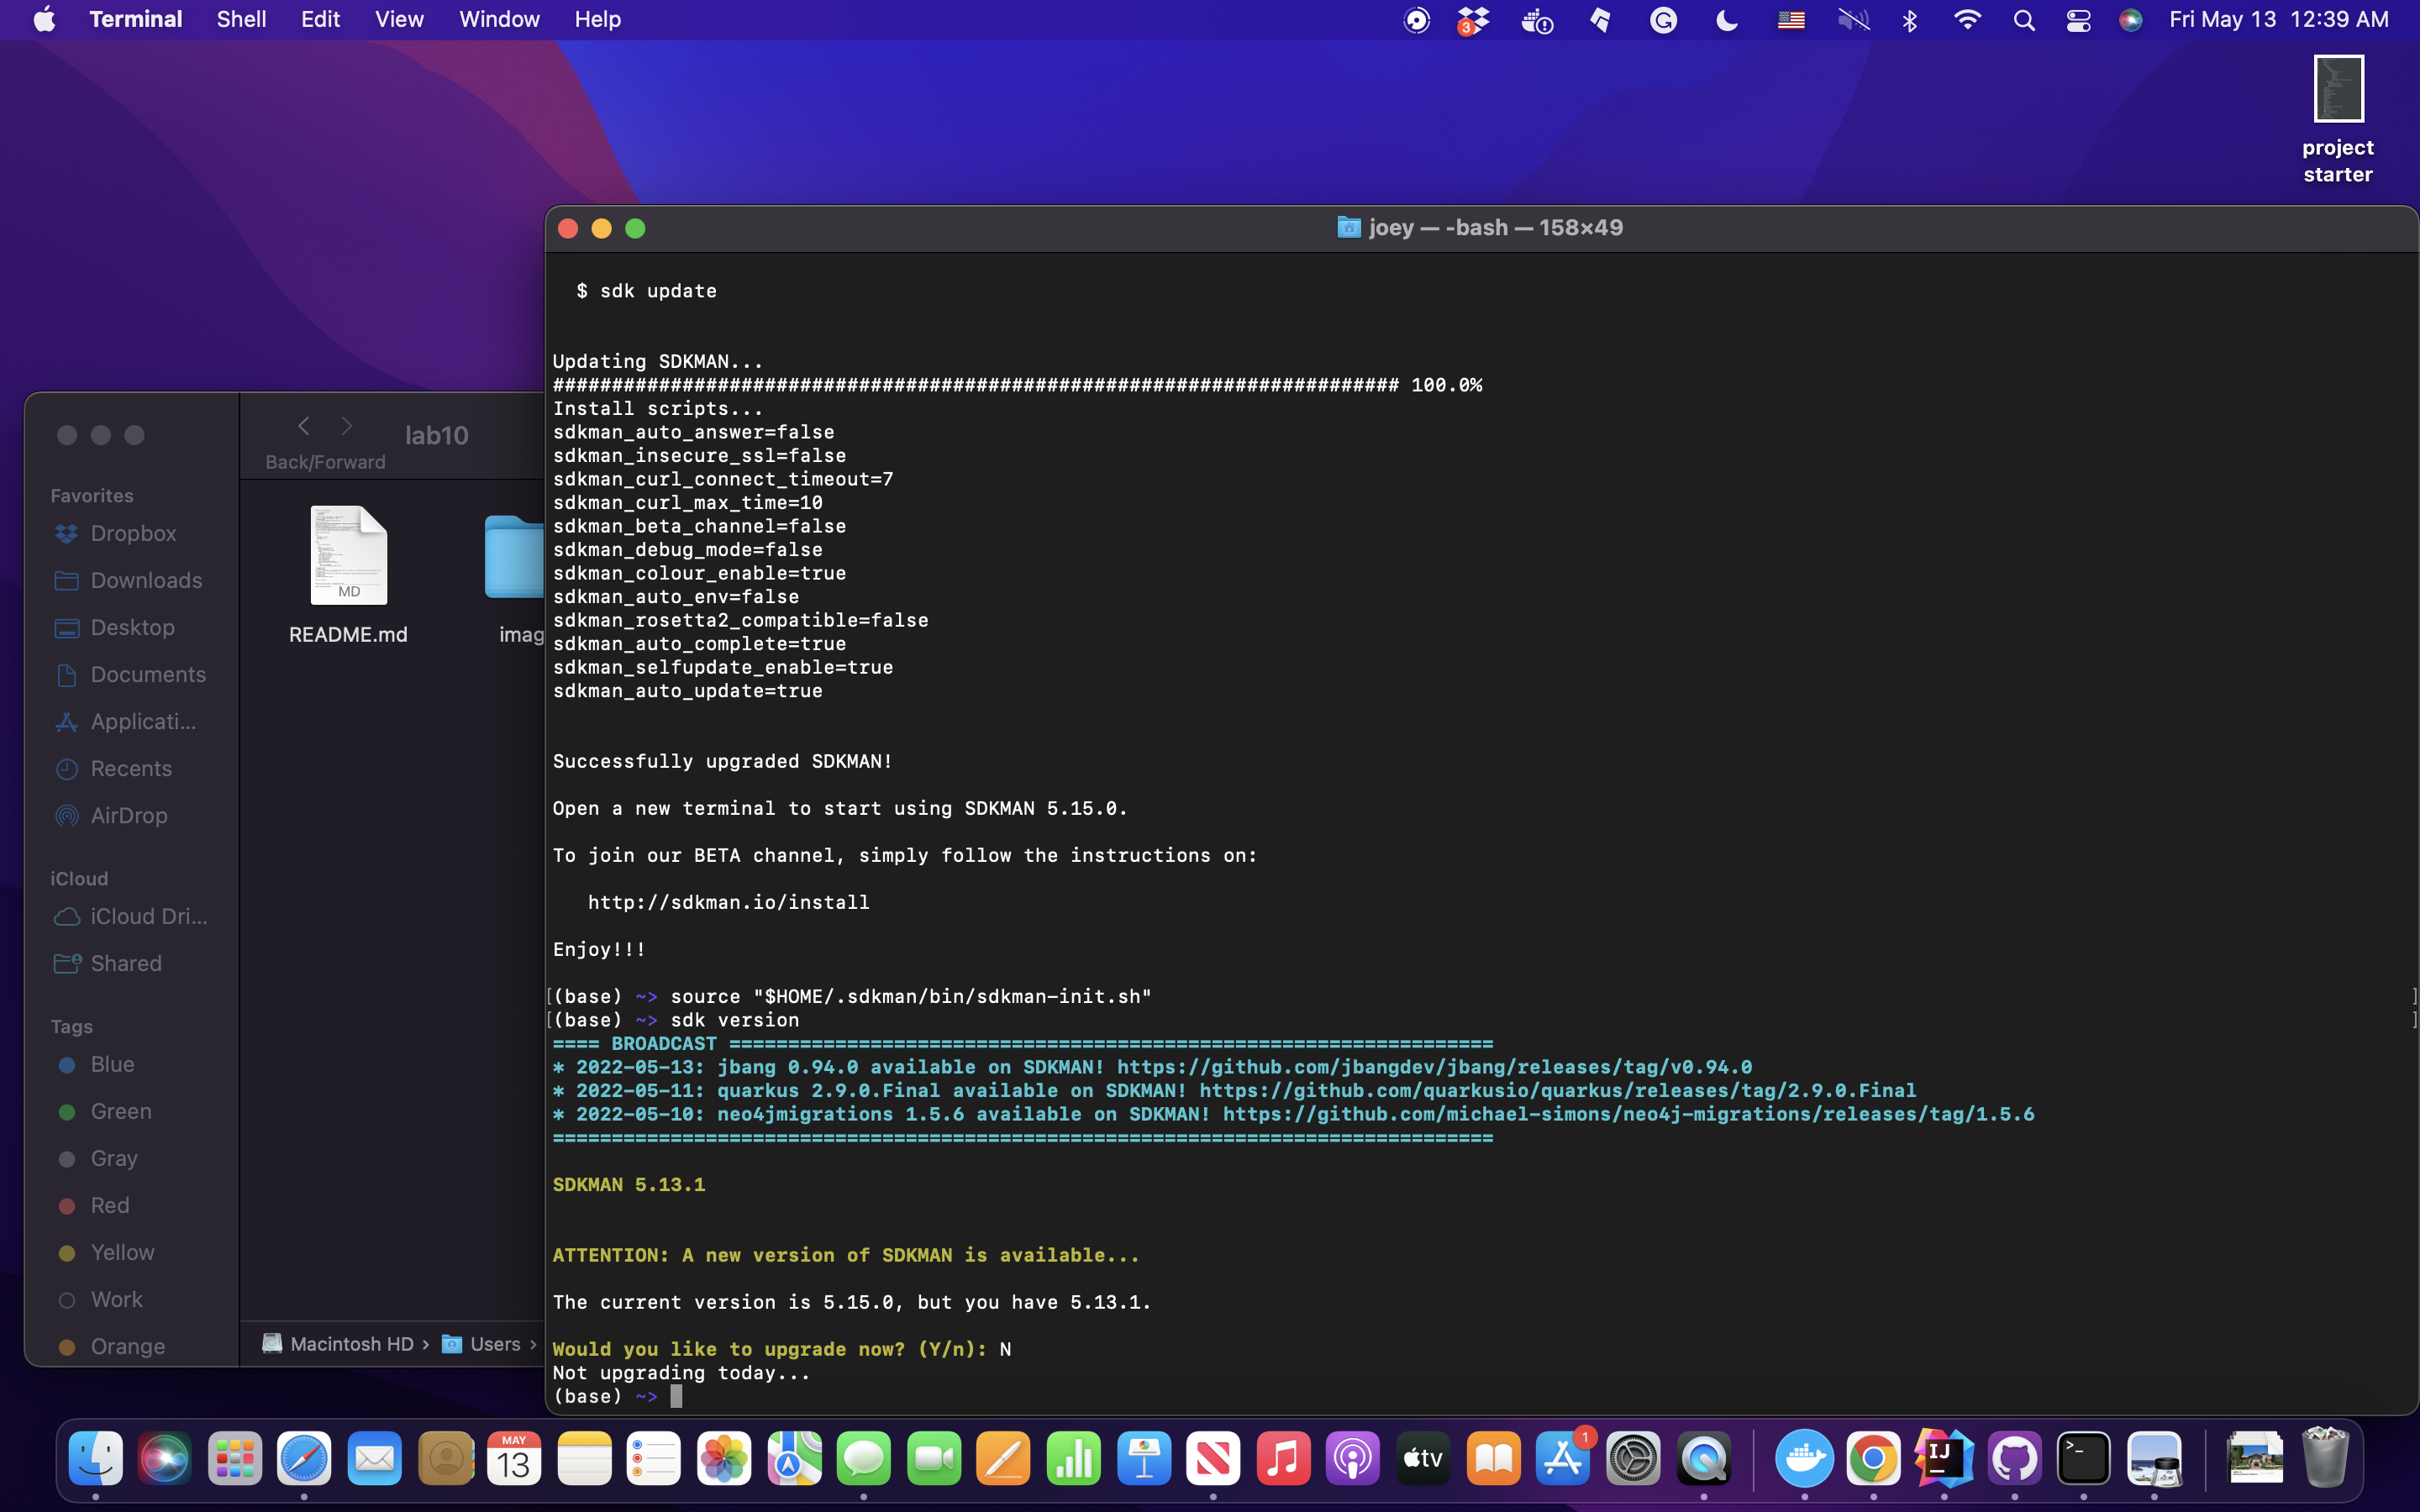 Terminal Shell Edit View Window Help
3
Fri May 13 12:39 AM
project
starter
joey — -bash — 158×49
$ sdk update
Updating SDKMAN...
######################################################################## 100.0%
Install scripts...
sdkman_auto_answer=false
sdkman_insecure_ssl=false
sdkman_curl_connect_timeout=7
sdkman_curl_max_time=10
sdkman_beta_channel=false
sdkman_debug_mode=false
sdkman_colour_enable=true
sdkman_auto_env=false
sdkman_rosetta2_compatible=false
sdkman_auto_complete=true
sdkman_selfupdate_enable=true
sdkman_auto_update=true
Successfully upgraded SDKMAN!
Open a new terminal to start using SDKMAN 5.15.0.
To join our BETA channel, simply follow the instructions on:
http://sdkman.io/install
Enjoy!!!
[(base) ~> source "$HOME/.sdkman/bin/sdkman-init.sh" ]
[(base) ~> sdk version ]
==== BROADCAST =================================================================
* 2022-05-13: jbang 0.94.0 available on SDKMAN! https://github.com/jbangdev/jbang/releases/tag/v0.94.0
* 2022-05-11: quarkus 2.9.0.Final available on SDKMAN! https://github.com/quarkusio/quarkus/releases/tag/2.9.0.Final
* 2022-05-10: neo4jmigrations 1.5.6 available on SDKMAN! https://github.com/michael-simons/neo4j-migrations/releases/tag/1.5.6
================================================================================
SDKMAN 5.13.1
ATTENTION: A new version of SDKMAN is available...
The current version is 5.15.0, but you have 5.13.1.
Would you like to upgrade now? (Y/n): N
Not upgrading today...
(base) ~>
lab10
Back/Forward
Favorites
Dropbox
Downloads
Desktop
Documents
Applicati...
Recents
AirDrop
iCloud
iCloud Dri...
Shared
Tags
Blue
Green
Gray
Red
Yellow
Work
Orange
MD
README.md
imag
Macintosh HD › Users ›
MAY
13
tv
1
IJ
>_